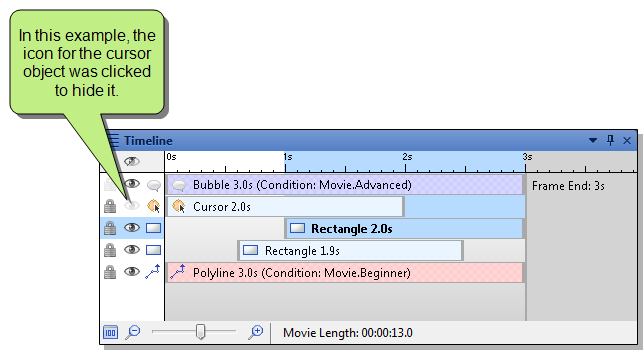 In this example, the
icon for the cursor
object was clicked
to hide it.
Timeline
0s 1s 2s 3s
Bubble 3.0s (Condition: Movie.Advanced)
Frame End: 3s
Cursor 2.0s
Rectangle 2.0s
Rectangle 1.9s
Polyline 3.0s (Condition: Movie.Beginner)
100
Movie Length: 00:00:13.0